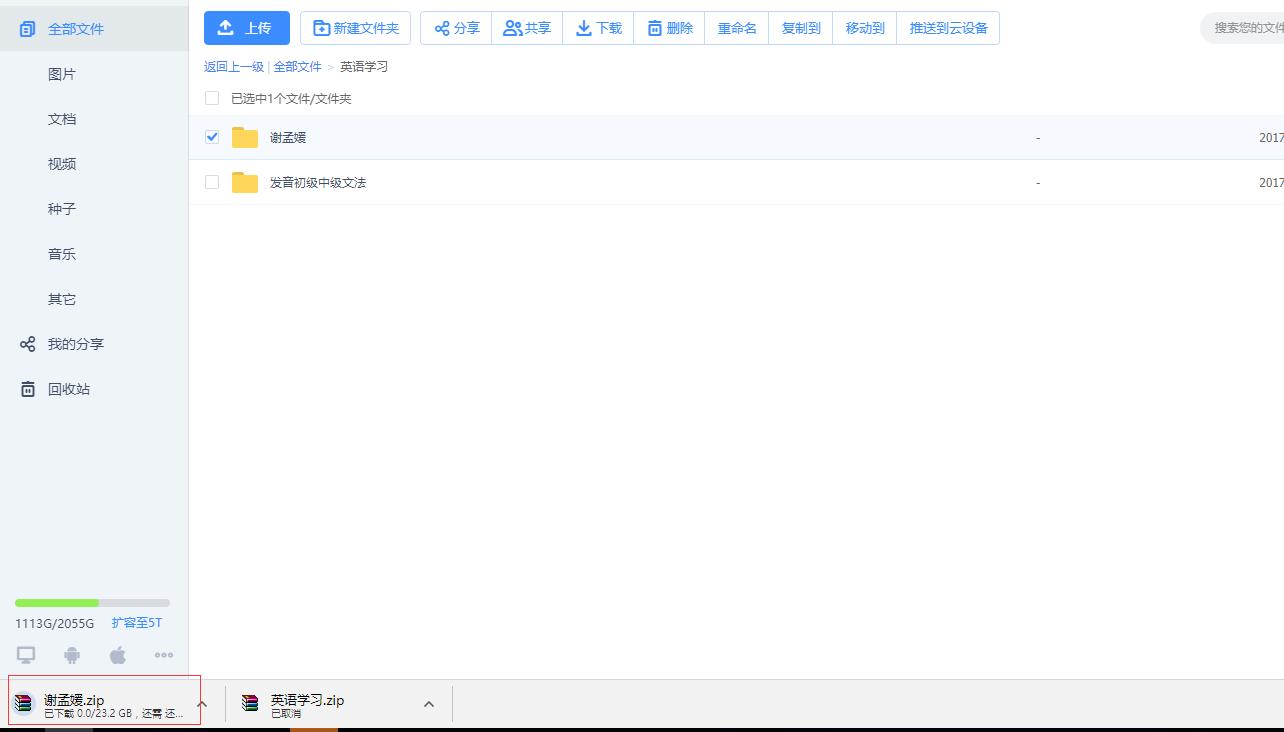 全部文件
图片
文档
视频
种子
音乐
其它
我的分享
回收站
1113G/2055G 扩容至5T
上传 新建文件夹 分享 共享 下载 删除 重命名 复制到 移动到 推送到云设备 搜索您的文件
返回上一级 | 全部文件 > 英语学习
已选中1个文件/文件夹
谢孟媛 - 2017
发音初级中级文法 - 2017
谢孟媛.zip
已下载 0.0/23.2 GB，还需 还...
英语学习.zip
已取消